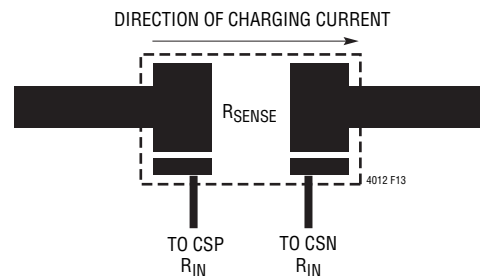 DIRECTION OF CHARGING CURRENT
RSENSE
4012 F13
TO CSP
RIN
TO CSN
RIN